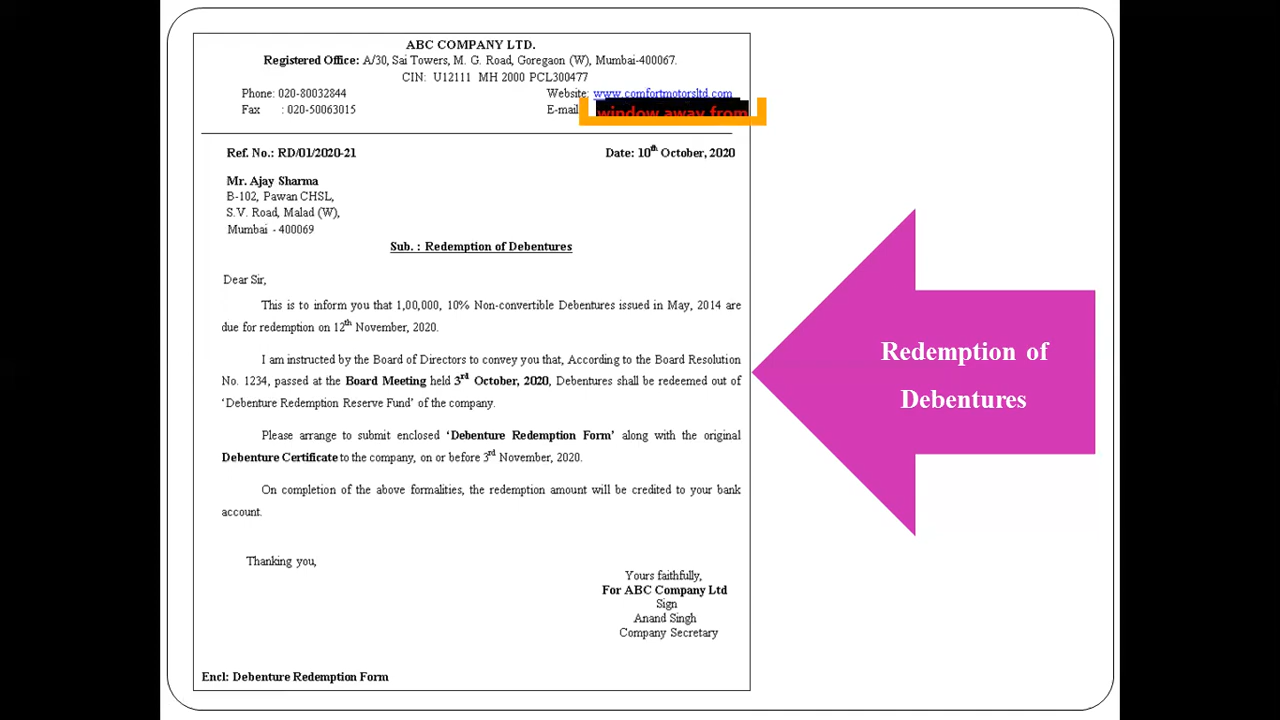 ABC COMPANY LTD.
Registered Office: A/30, Sai Towers, M. G. Road, Goregaon (W), Mumbai-400067.
CIN: U12111 MH 2000 PCL300477
Phone: 020-80032844 Website: www.comfortmotorsltd.com
Fax : 020-50063015 E-mail window away from
Ref. No.: RD/01/2020-21 Date: 10th October, 2020
Mr. Ajay Sharma
B-102, Pawan CHSL,
S.V. Road, Malad (W),
Mumbai - 400069
Sub. : Redemption of Debentures
Dear Sir,
This is to inform you that 1,00,000, 10% Non-convertible Debentures issued in May, 2014 are
due for redemption on 12th November, 2020.
I am instructed by the Board of Directors to convey you that, According to the Board Resolution
No. 1234, passed at the Board Meeting held 3rd October, 2020, Debentures shall be redeemed out of
‘Debenture Redemption Reserve Fund’ of the company.
Please arrange to submit enclosed ‘Debenture Redemption Form’ along with the original
Debenture Certificate to the company, on or before 3rd November, 2020.
On completion of the above formalities, the redemption amount will be credited to your bank
account.
Thanking you,
Yours faithfully,
For ABC Company Ltd
Sign
Anand Singh
Company Secretary
Encl: Debenture Redemption Form
Redemption of
Debentures